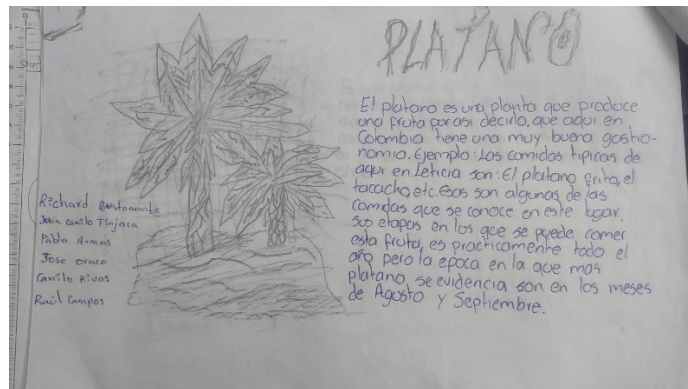 PLATANO
El platano es una planta que produce
una fruta por asi decirlo, que aqui en
Colombia tiene una muy buena gastro-
nomia. Ejemplo: Las comidas tipicas de
aqui en Leticia son: El platano frito, el
tacacho, etc. Esos son algunas de las
comidas que se conoce en este lugar.
Sus etapas en los que se puede comer
esta fruta, es practicamente todo el
año pero la epoca en la que mas
platano, se evidencia son en los meses
de Agosto y Septiembre.
Richard Bustamante
Camilo Tinjaca
Pablo Armas
Jose
Camilo Rivas
Raúl Campos